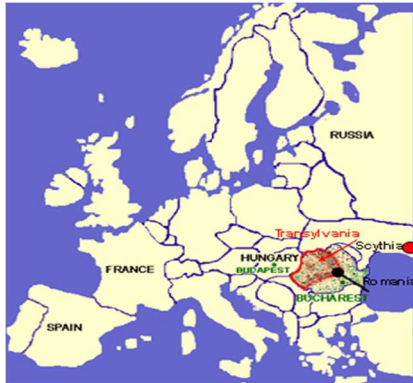 RUSSIA
Transylvania
Scythia
HUNGARY
BUDAPEST
FRANCE
Romania
BUCHAREST
SPAIN